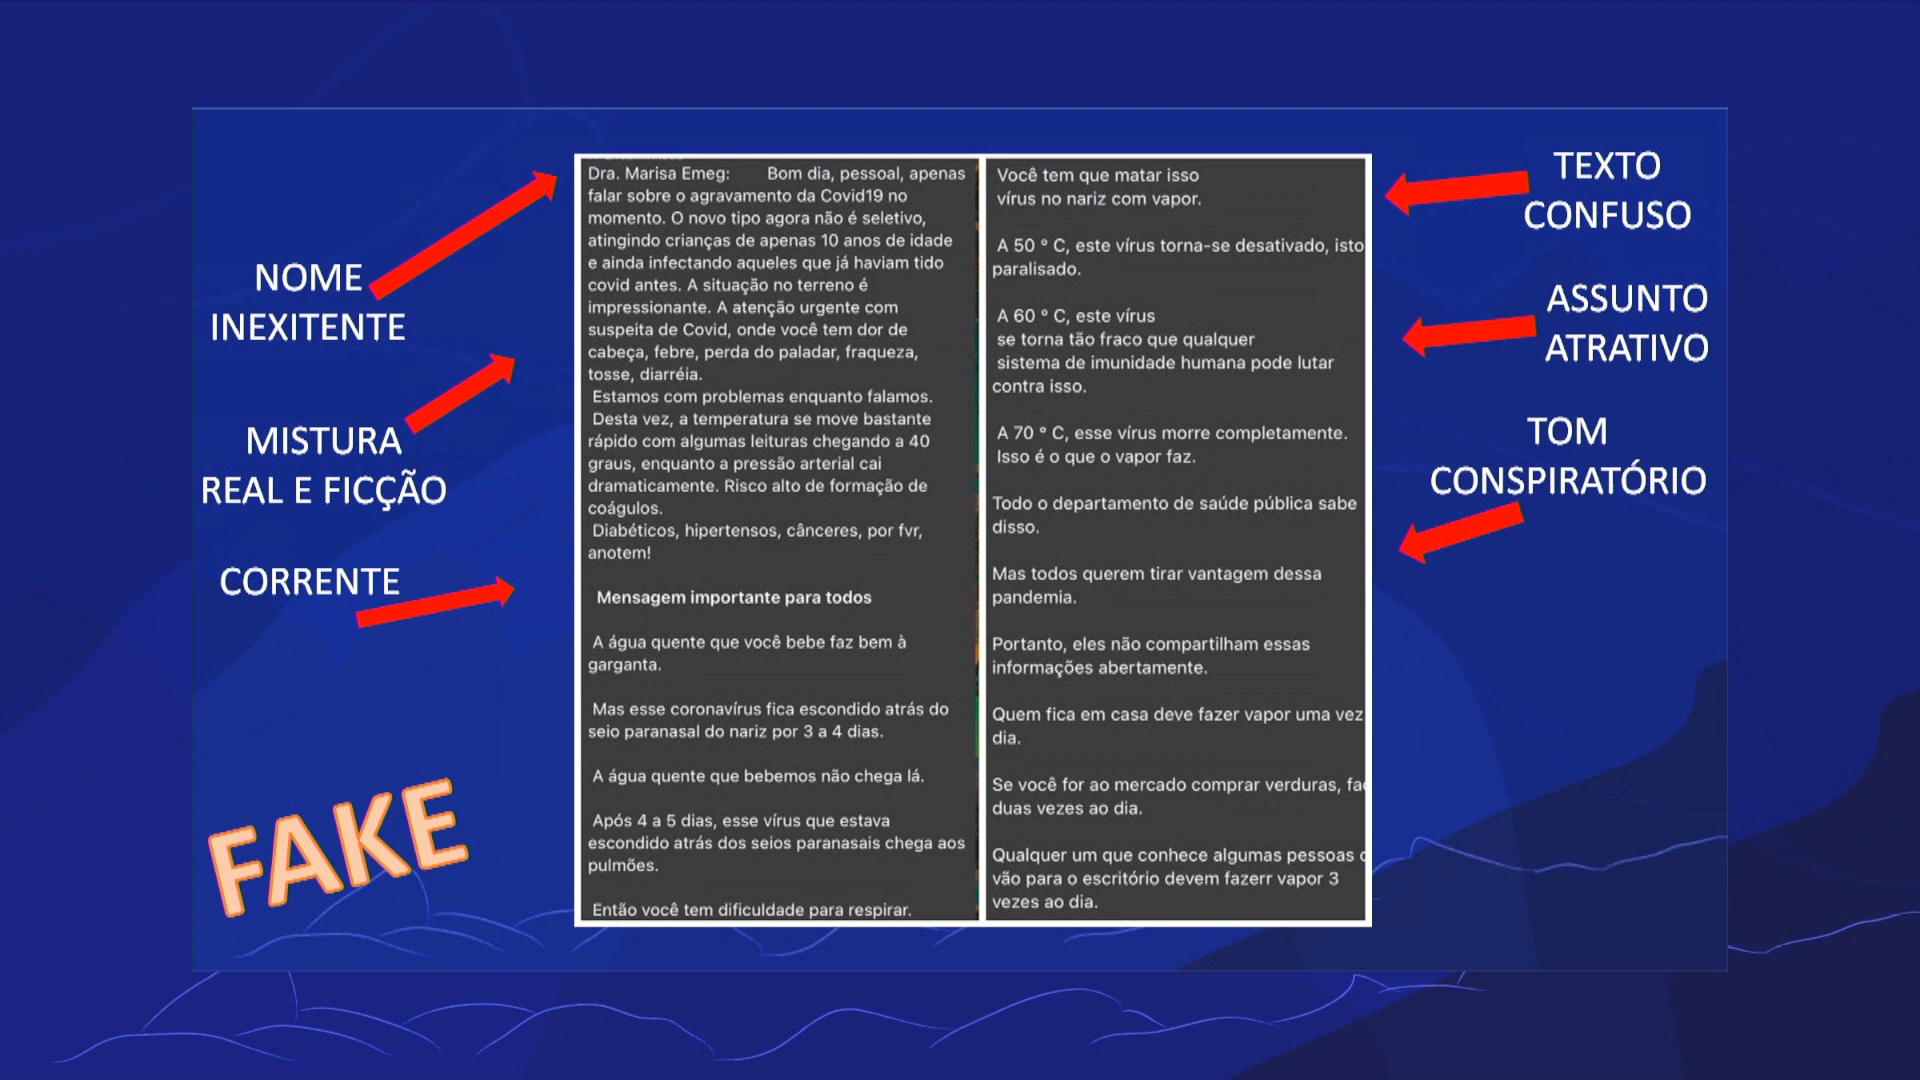 NOME
INEXITENTE
MISTURA
REAL E FICÇÃO
CORRENTE
FAKE
Dra. Marisa Emeg: Bom dia, pessoal, apenas
falar sobre o agravamento da Covid19 no
momento. O novo tipo agora não é seletivo,
atingindo crianças de apenas 10 anos de idade
e ainda infectando aqueles que já haviam tido
covid antes. A situação no terreno é
impressionante. A atenção urgente com
suspeita de Covid, onde você tem dor de
cabeça, febre, perda do paladar, fraqueza,
tosse, diarréia.
Estamos com problemas enquanto falamos.
Desta vez, a temperatura se move bastante
rápido com algumas leituras chegando a 40
graus, enquanto a pressão arterial cai
dramaticamente. Risco alto de formação de
coágulos.
Diabéticos, hipertensos, cânceres, por fvr,
anotem!
Mensagem importante para todos
A água quente que você bebe faz bem à
garganta.
Mas esse coronavírus fica escondido atrás do
seio paranasal do nariz por 3 a 4 dias.
A água quente que bebemos não chega lá.
Após 4 a 5 dias, esse vírus que estava
escondido atrás dos seios paranasais chega aos
pulmões.
Então você tem dificuldade para respirar.
Você tem que matar isso
vírus no nariz com vapor.
A 50 ° C, este vírus torna-se desativado, isto
paralisado.
A 60 ° C, este vírus
se torna tão fraco que qualquer
sistema de imunidade humana pode lutar
contra isso.
A 70 ° C, esse vírus morre completamente.
Isso é o que o vapor faz.
Todo o departamento de saúde pública sabe
disso.
Mas todos querem tirar vantagem dessa
pandemia.
Portanto, eles não compartilham essas
informações abertamente.
Quem fica em casa deve fazer vapor uma vez
dia.
Se você for ao mercado comprar verduras,
duas vezes ao dia.
Qualquer um que conhece algumas pessoas
vão para o escritório devem fazerr vapor 3
vezes ao dia.
TEXTO
CONFUSO
ASSUNTO
ATRATIVO
TOM
CONSPIRATÓRIO